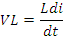 VL = Ldi/dt